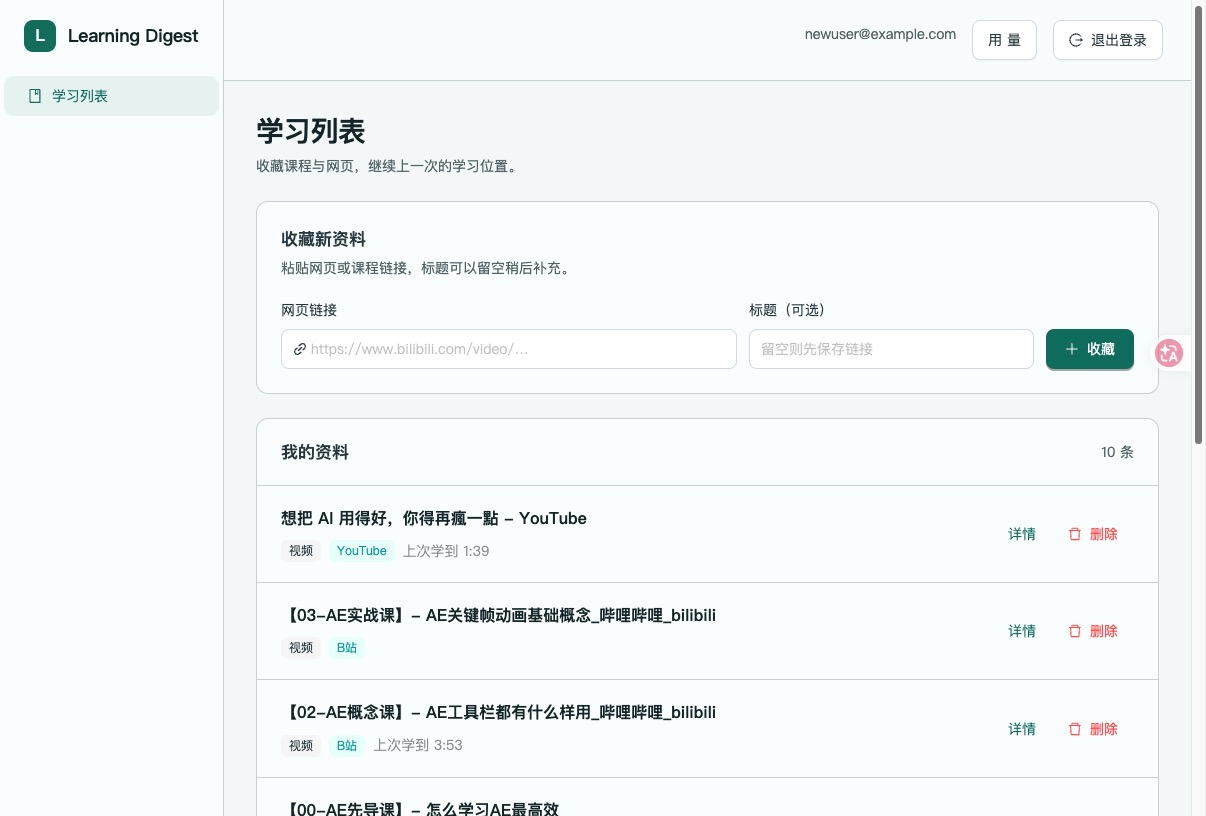 L Learning Digest
newuser@example.com
用 量
退出登录
学习列表
学习列表
收藏课程与网页，继续上一次的学习位置。
收藏新资料
粘贴网页或课程链接，标题可以留空稍后补充。
网页链接
标题（可选）
https://www.bilibili.com/video/...
留空则先保存链接
+ 收藏
我的资料
10 条
想把 AI 用得好，你得再瘋一點 - YouTube
视频 YouTube 上次学到 1:39
详情 删除
【03-AE实战课】- AE关键帧动画基础概念_哔哩哔哩_bilibili
视频 B站
详情 删除
【02-AE概念课】- AE工具栏都有什么样用_哔哩哔哩_bilibili
视频 B站 上次学到 3:53
详情 删除
【00-AE先导课】- 怎么学习AE最高效